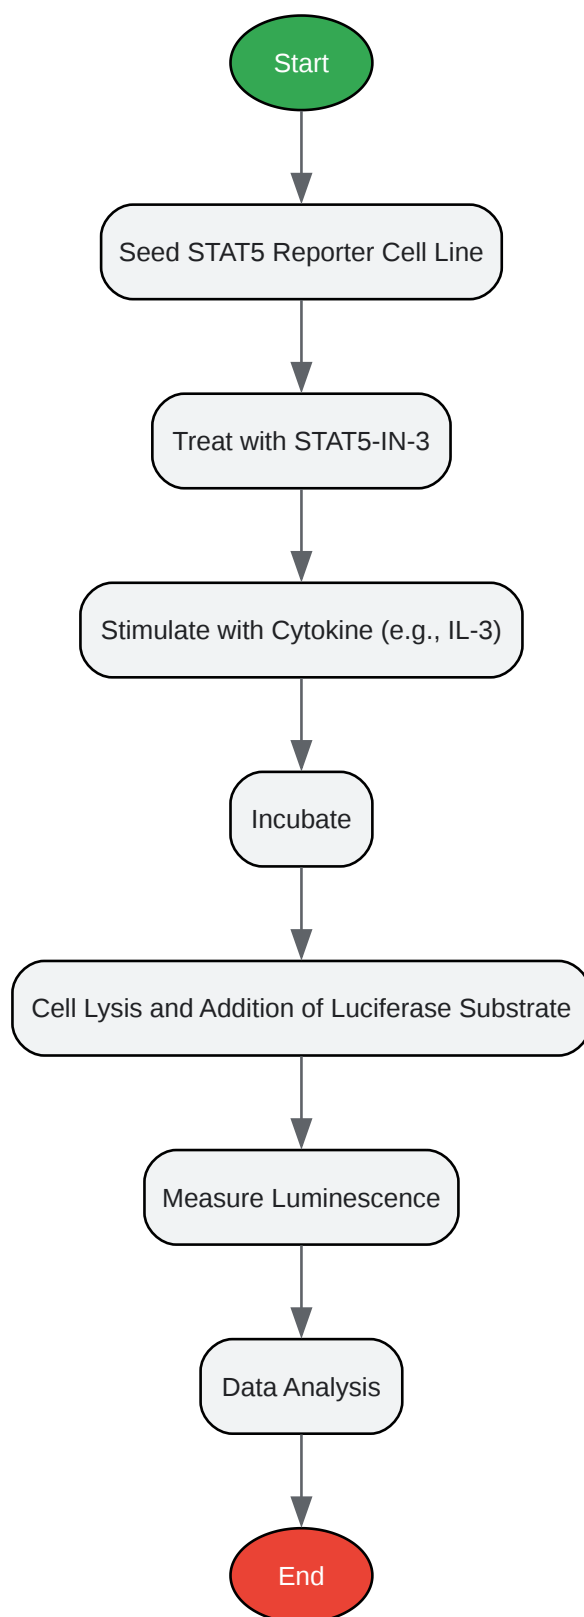 Start
Seed STAT5 Reporter Cell Line
Treat with STAT5-IN-3
Stimulate with Cytokine (e.g., IL-3)
Incubate
Cell Lysis and Addition of Luciferase Substrate
Measure Luminescence
Data Analysis
End